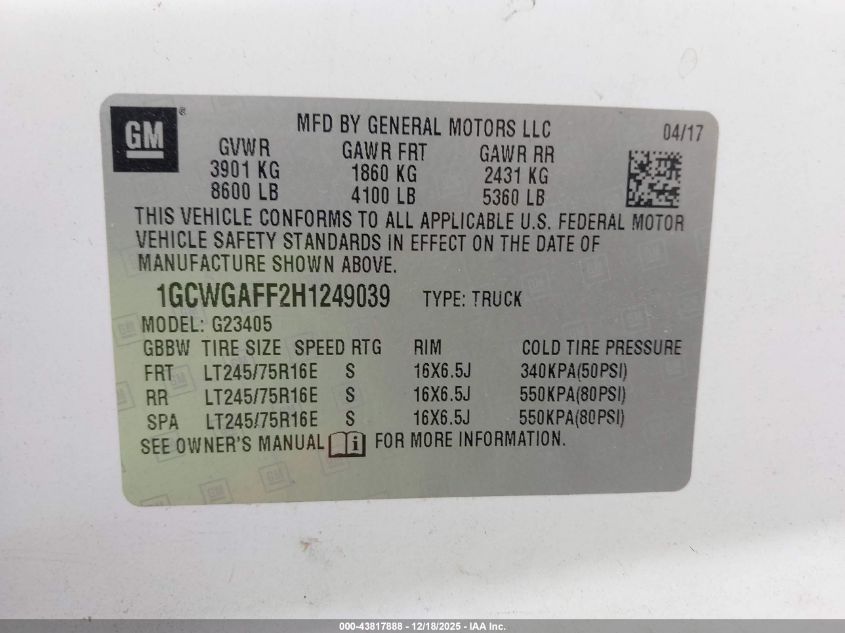 GM ®
MFD BY GENERAL MOTORS LLC 04/17
GVWR GAWR FRT GAWR RR
3901 KG 1860 KG 2431 KG
8600 LB 4100 LB 5360 LB
THIS VEHICLE CONFORMS TO ALL APPLICABLE U.S. FEDERAL MOTOR
VEHICLE SAFETY STANDARDS IN EFFECT ON THE DATE OF
MANUFACTURE SHOWN ABOVE.
1GCWGAFF2H1249039 TYPE: TRUCK
MODEL: G23405
GBBW TIRE SIZE SPEED RTG RIM COLD TIRE PRESSURE
FRT LT245/75R16E S 16X6.5J 340KPA(50PSI)
RR LT245/75R16E S 16X6.5J 550KPA(80PSI)
SPA LT245/75R16E S 16X6.5J 550KPA(80PSI)
SEE OWNER'S MANUAL i FOR MORE INFORMATION.
000-43817888 - 12/18/2025 - IAA Inc.